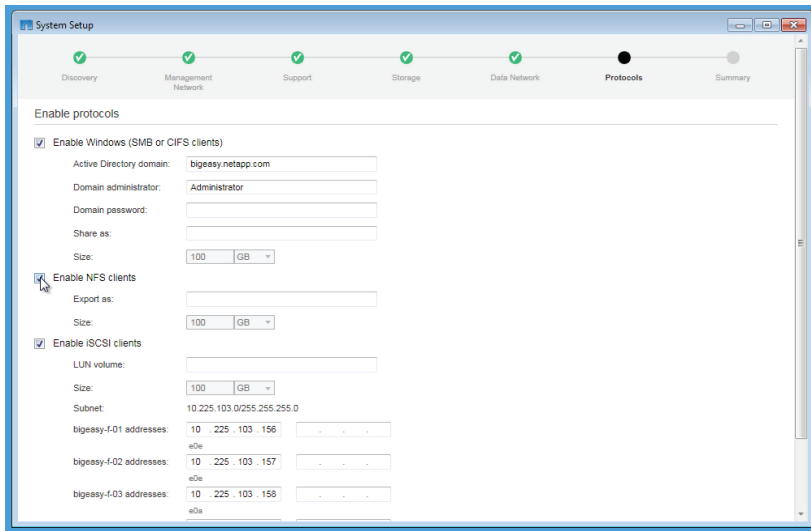 System Setup
Discovery
Management Network
Support
Storage
Data Network
Protocols
Summary
Enable protocols
Enable Windows (SMB or CIFS clients)
Active Directory domain: bigeasy.netapp.com
Domain administrator: Administrator
Domain password:
Share as:
Size: 100 GB
Enable NFS clients
Export as:
Size: 100 GB
Enable iSCSI clients
LUN volume:
Size: 100 GB
Subnet: 10.225.103.0/255.255.255.0
bigeasy-f-01 addresses: 10 . 225 . 103 . 156 . . .
e0e
bigeasy-f-02 addresses: 10 . 225 . 103 . 157 . . .
e0e
bigeasy-f-03 addresses: 10 . 225 . 103 . 158 . . .
e0a